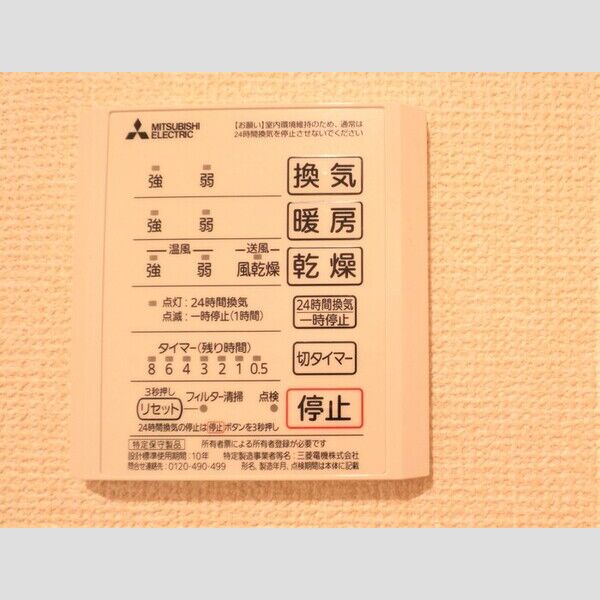 MITSUBISHI
ELECTRIC
【お願い】室内環境維持のため、通常は
24時間換気を停止させないでください
強 弱 換気
強 弱 暖房
温風 送風
強 弱 風乾燥 乾燥
点灯:24時間換気
点滅:一時停止(1時間)
24時間換気
一時停止
タイマー(残り時間)
8 6 4 3 2 1 0.5
切タイマー
3秒押し
リセット フィルター清掃 点検
停止
24時間換気の停止は停止ボタンを3秒押し
特定保守製品 所有者票による所有者登録が必要です
設計標準使用期間:10年 特定製造事業者等名:三菱電機株式会社
問合せ連絡先:0120-490-499 形名、製造年月、点検期間は本体に記載